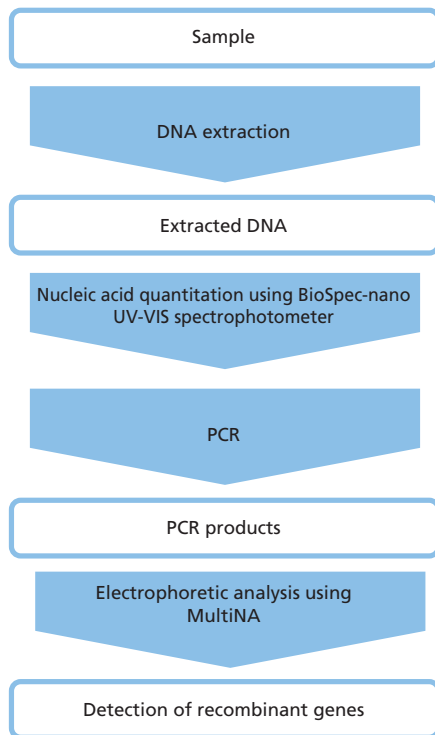 Sample
DNA extraction
Extracted DNA
Nucleic acid quantitation using BioSpec-nano
UV-VIS spectrophotometer
PCR
PCR products
Electrophoretic analysis using
MultiNA
Detection of recombinant genes